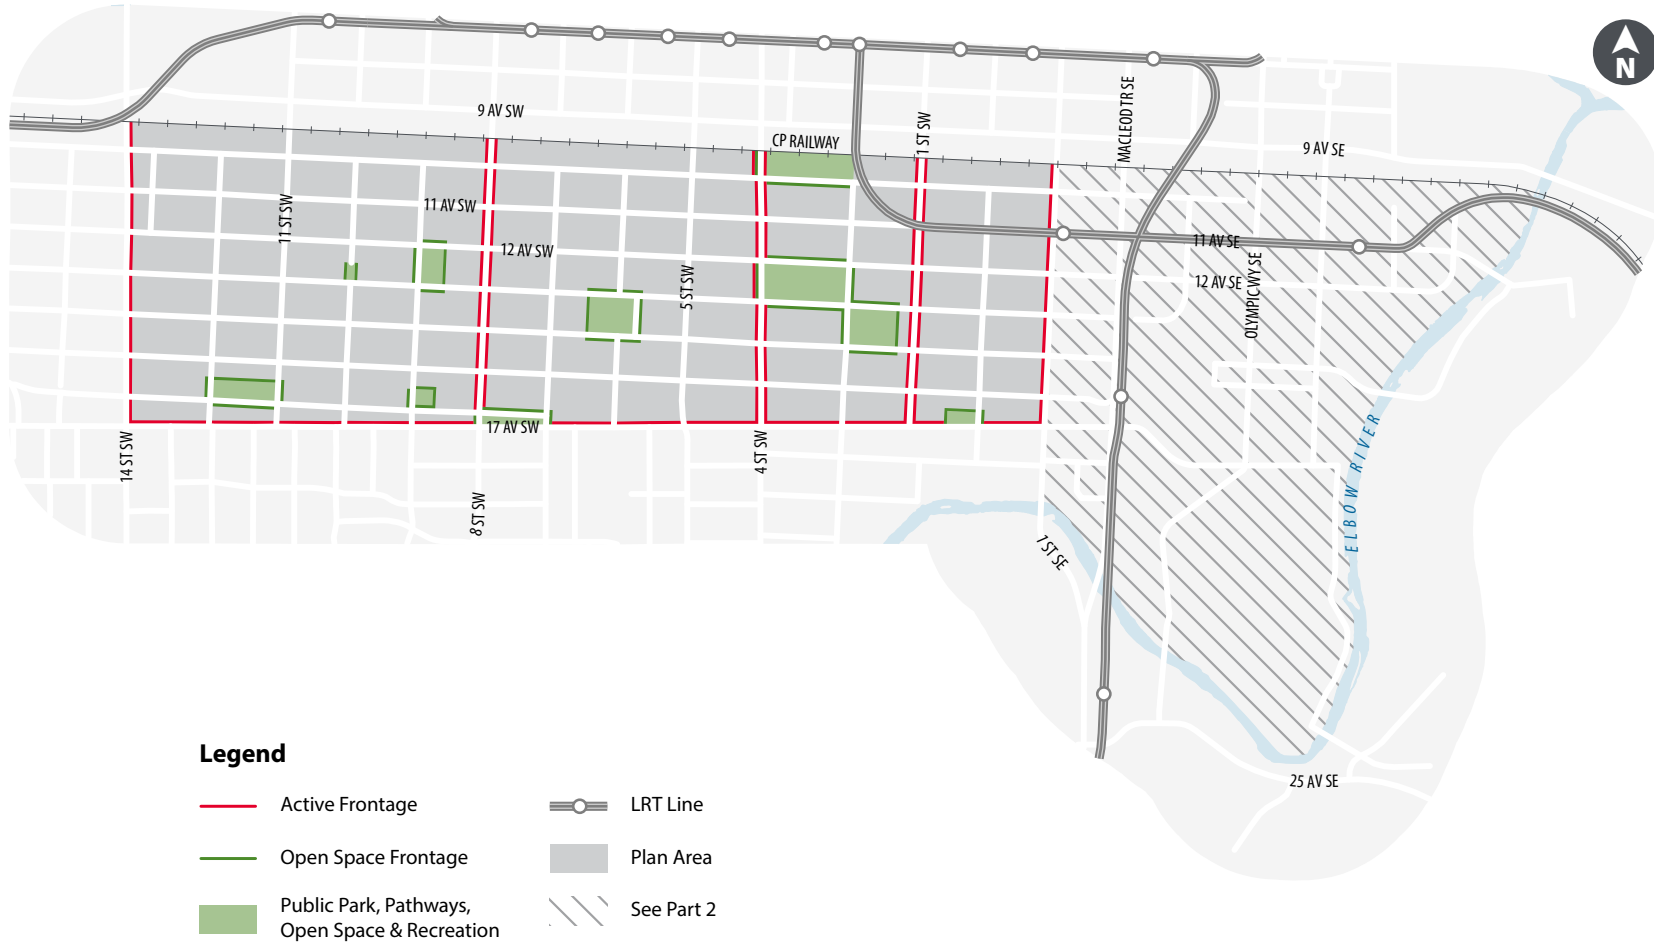 N
9 AV SW
CP RAILWAY
1 ST SW
MACLEOD TR SE
9 AV SE
11 ST SW
11 AV SW
12 AV SW
5 ST SW
11 AV SE
12 AV SE
OLYMPIC WY SE
17 AV SW
14 ST SW
4 ST SW
8 ST SW
1 ST SE
ELBOW RIVER
25 AV SE
Legend
Active Frontage
Open Space Frontage
Public Park, Pathways,
Open Space & Recreation
LRT Line
Plan Area
See Part 2